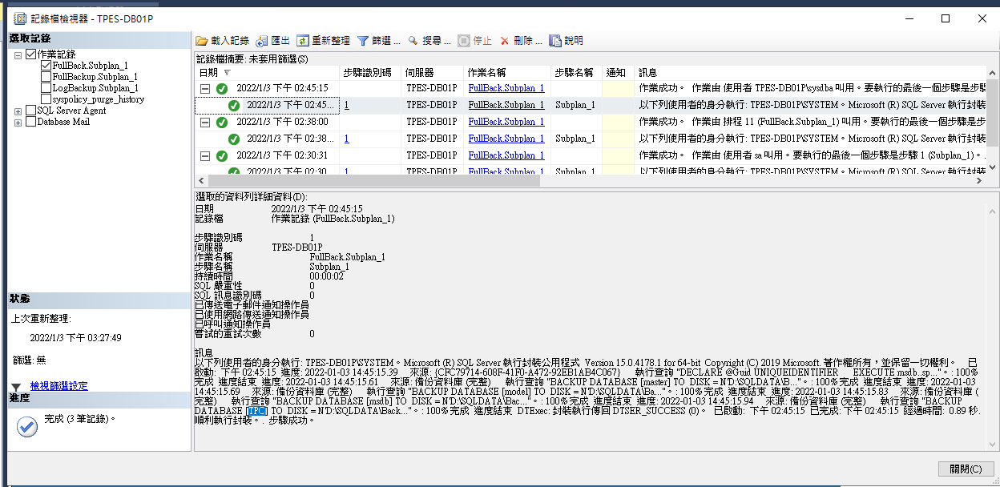 記錄檔檢視器 - TPES-DB01P
選取記錄
作業記錄
FullBack.Subplan_1
FullBackup.Subplan_1
LogBackup.Subplan_1
syspolicy_purge_history
SQL Server Agent
Database Mail
狀態
上次重新整理:
2022/1/3 下午 03:27:49
篩選: 無
檢視篩選設定
進度
完成 (3 筆記錄)。
載入記錄 匯出 重新整理 篩選 ... 搜尋 ... 停止 刪除 ... 說明
記錄檔摘要: 未套用篩選(S)
日期 步驟識別碼 伺服器 作業名稱 步驟名稱 通知 訊息
2022/1/3 下午 02:45:15 TPES-DB01P FullBack.Subplan_1 作業成功。 作業由 使用者 TPES-DB01P\sysdba 叫用。要執行的最後一個步驟是步驟
2022/1/3 下午 02:45... 1 TPES-DB01P FullBack.Subplan_1 Subplan_1 以下列使用者的身分執行: TPES-DB01P\SYSTEM。Microsoft (R) SQL Server 執行封裝
2022/1/3 下午 02:38:00 TPES-DB01P FullBack.Subplan_1 作業成功。 作業由 排程 11 (FullBack.Subplan_1) 叫用。要執行的最後一個步驟是步
2022/1/3 下午 02:38... 1 TPES-DB01P FullBack.Subplan_1 Subplan_1 以下列使用者的身分執行: TPES-DB01P\SYSTEM。Microsoft (R) SQL Server 執行封裝
2022/1/3 下午 02:30:31 TPES-DB01P FullBack.Subplan_1 作業成功。 作業由 使用者 sa 叫用。要執行的最後一個步驟是步驟 1 (Subplan_1)。.
2022/1/3 下午 02:30... 1 TPES-DB01P FullBack.Subplan_1 Subplan_1 以下列使用者的身分執行: TPES-DB01P\SYSTEM。Microsoft (R) SQL Server 執行封裝
選取的資料列詳細資料(D):
日期 2022/1/3 下午 02:45:15
記錄檔 作業記錄 (FullBack.Subplan_1)
步驟識別碼 1
伺服器 TPES-DB01P
作業名稱 FullBack.Subplan_1
步驟名稱 Subplan_1
持續時間 00:00:02
SQL 嚴重性 0
SQL 訊息識別碼 0
已傳送電子郵件通知操作員
已使用網路傳送通知操作員
已呼叫通知操作員
嘗試的重試次數 0
訊息
以下列使用者的身分執行: TPES-DB01P\SYSTEM。Microsoft (R) SQL Server 執行封裝公用程式 Version 15.0.4178.1 for 64-bit Copyright (C) 2019 Microsoft. 著作權所有，並保留一切權利。 已
啟動: 下午 02:45:15 進度: 2022-01-03 14:45:15.39 來源: {CFC79714-608F-41F0-A472-92EB1AB4C067} 執行查詢 "DECLARE @Guid UNIQUEIDENTIFIER EXECUTE msdb..sp..."。: 100%
完成 進度結束 進度: 2022-01-03 14:45:15.61 來源: 備份資料庫 (完整) 執行查詢 "BACKUP DATABASE [master] TO DISK = N'D:\SQLDATA\B..."。: 100% 完成 進度結束 進度: 2022-01-03
14:45:15.69 來源: 備份資料庫 (完整) 執行查詢 "BACKUP DATABASE [model] TO DISK = N'D:\SQLDATA\Ba..."。: 100% 完成 進度結束 進度: 2022-01-03 14:45:15.83 來源: 備份資料庫 (
完整) 執行查詢 "BACKUP DATABASE [msdb] TO DISK = N'D:\SQLDATA\Bac..."。: 100% 完成 進度結束 進度: 2022-01-03 14:45:15.94 來源: 備份資料庫 (完整) 執行查詢 "BACKUP
DATABASE [TFC] TO DISK = N'D:\SQLDATA\Back..."。: 100% 完成 進度結束 DTExec: 封裝執行傳回 DTSER_SUCCESS (0)。 已啟動: 下午 02:45:15 已完成: 下午 02:45:15 經過時間: 0.89 秒.
順利執行封裝。. 步驟成功。
關閉(C)